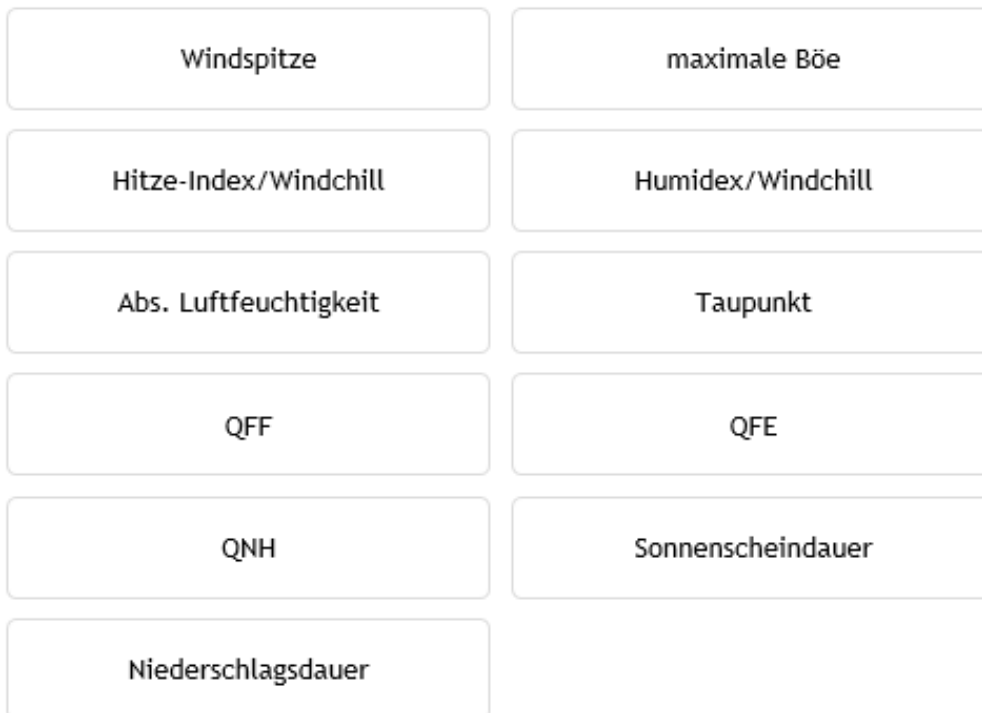 Windspitze
maximale Böe
Hitze-Index/Windchill
Humidex/Windchill
Abs. Luftfeuchtigkeit
Taupunkt
QFF
QFE
QNH
Sonnenscheindauer
Niederschlagsdauer